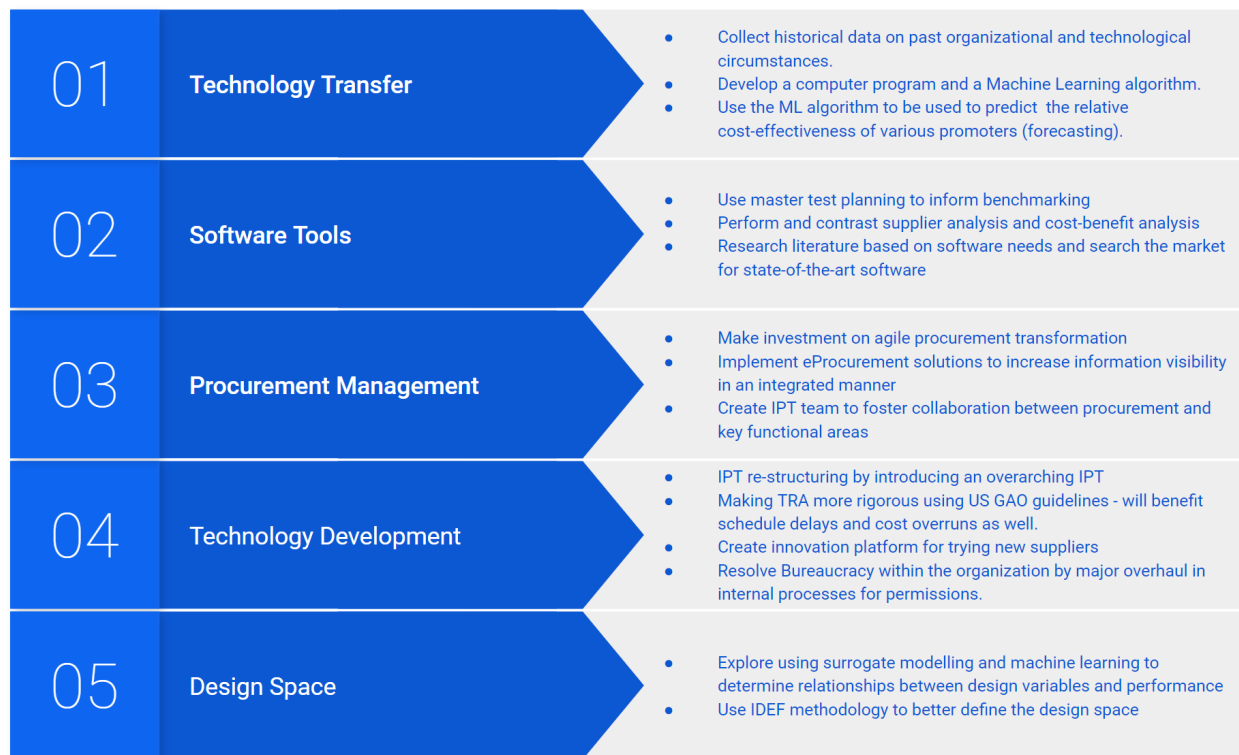 01
Technology Transfer
● Collect historical data on past organizational and technological
circumstances.
● Develop a computer program and a Machine Learning algorithm.
● Use the ML algorithm to be used to predict  the relative
cost-effectiveness of various promoters (forecasting).
02
Software Tools
● Use master test planning to inform benchmarking
● Perform and contrast supplier analysis and cost-benefit analysis
● Research literature based on software needs and search the market
for state-of-the-art software
03
Procurement Management
● Make investment on agile procurement transformation
● Implement eProcurement solutions to increase information visibility
in an integrated manner
● Create IPT team to foster collaboration between procurement and
key functional areas
04
Technology Development
● IPT re-structuring by introducing an overarching IPT
● Making TRA more rigorous using US GAO guidelines - will benefit
schedule delays and cost overruns as well.
● Create innovation platform for trying new suppliers
● Resolve Bureaucracy within the organization by major overhaul in
internal processes for permissions.
05
Design Space
● Explore using surrogate modelling and machine learning to
determine relationships between design variables and performance
● Use IDEF methodology to better define the design space